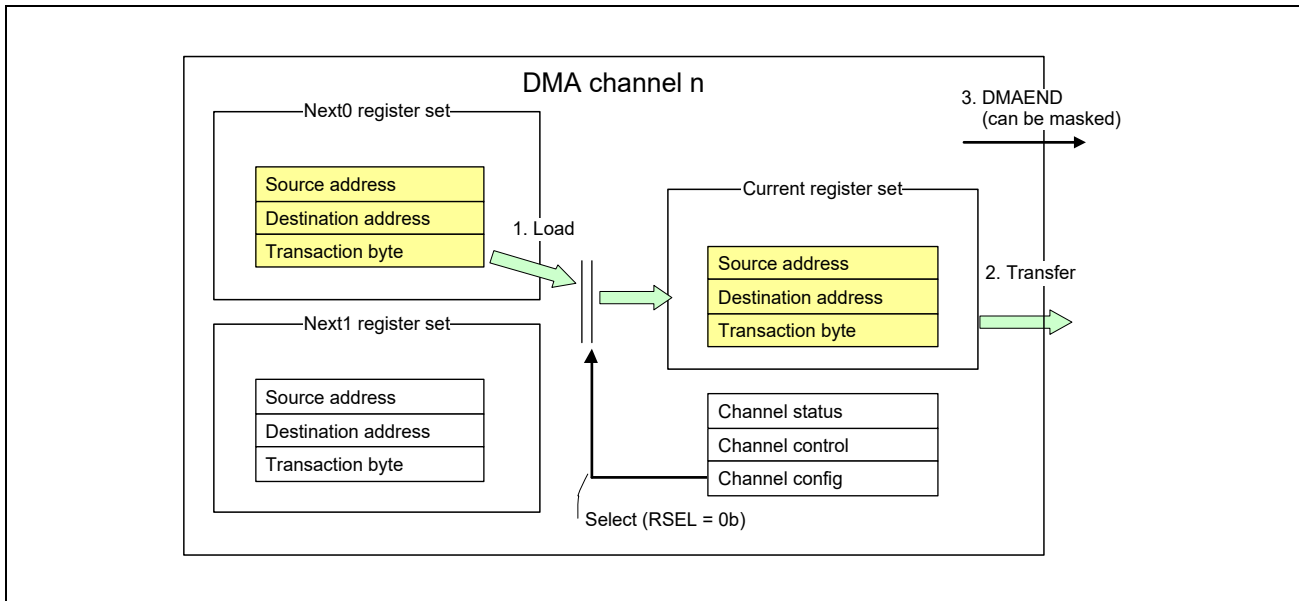 DMA channel n
Next0 register set
Source address
Destination address
Transaction byte
1. Load
Next1 register set
Source address
Destination address
Transaction byte
3. DMAEND
(can be masked)
Current register set
Source address
Destination address
Transaction byte
2. Transfer
Channel status
Channel control
Channel config
Select (RSEL = 0b)